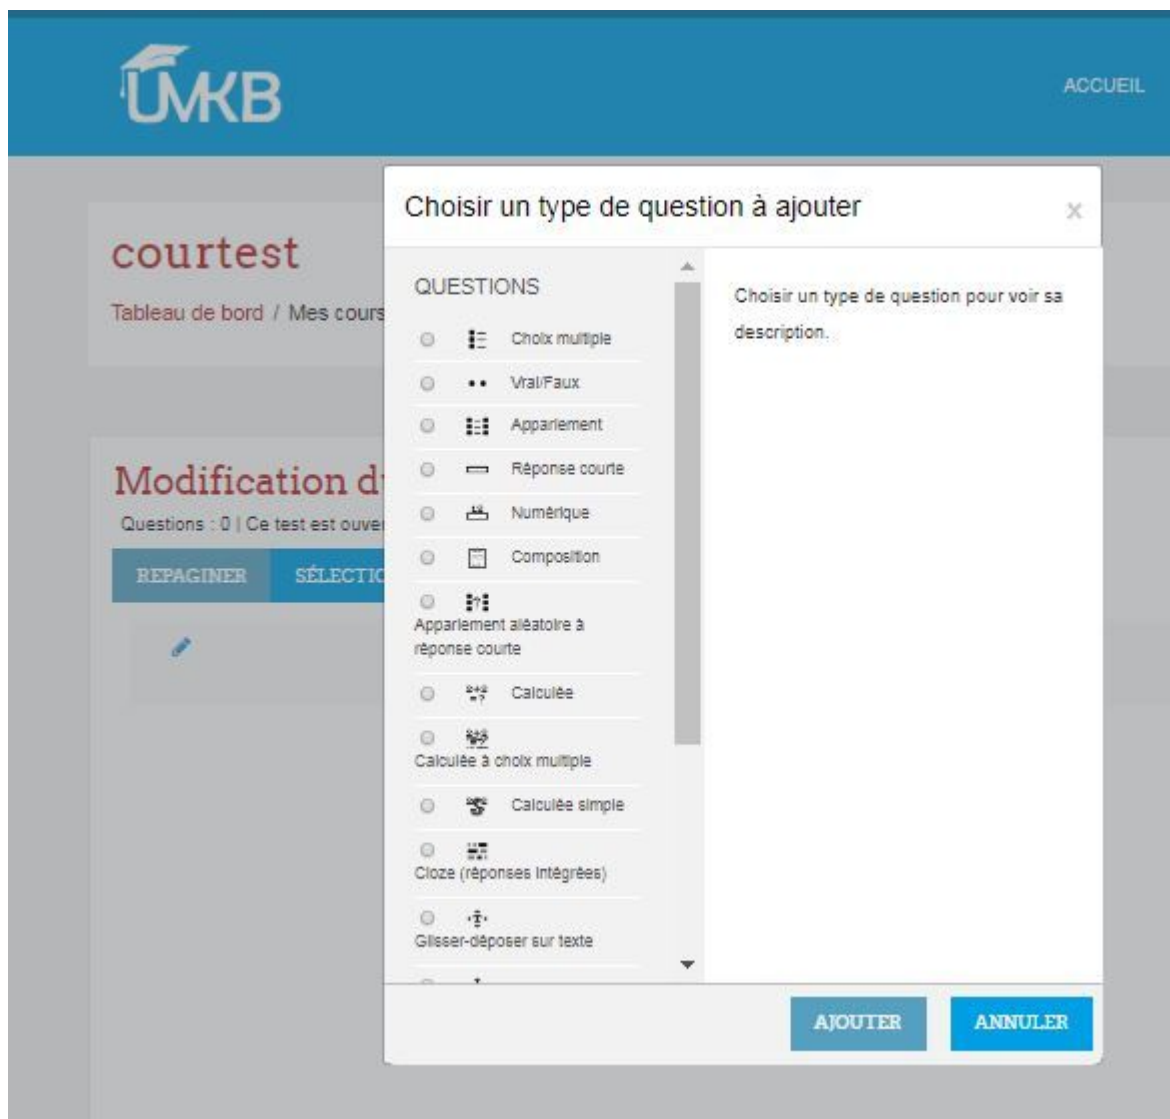 UMKB
ACCUEIL
Choisir un type de question à ajouter
x
courtest
Tableau de bord / Mes cours
QUESTIONS
Choix multiple
Vrai/Faux
Appariement
Réponse courte
Numérique
Composition
Appariement aléatoire à
réponse courte
Calculée
Calculée à choix multiple
Calculée simple
Cloze (réponses intégrées)
Glisser-déposer sur texte
Choisir un type de question pour voir sa
description.
Modification d
Questions : 0 | Ce test est ouver
REPAGINER
SÉLECTIO
AJOUTER
ANNULER